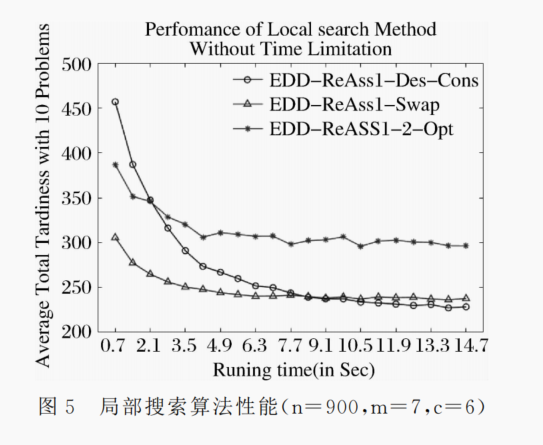 Perfomance of Local search Method
Without Time Limitation
Average Total Tardiness with 10 Problems
500
450
400
350
300
250
200
EDD-ReAss1-Des-Cons
EDD-ReAss1-Swap
EDD-ReASS1-2-Opt
0.7 2.1 3.5 4.9 6.3 7.7 9.1 10.5 11.9 13.3 14.7
Runing time(in Sec)
图 5 局部搜索算法性能(n=900,m=7,c=6)